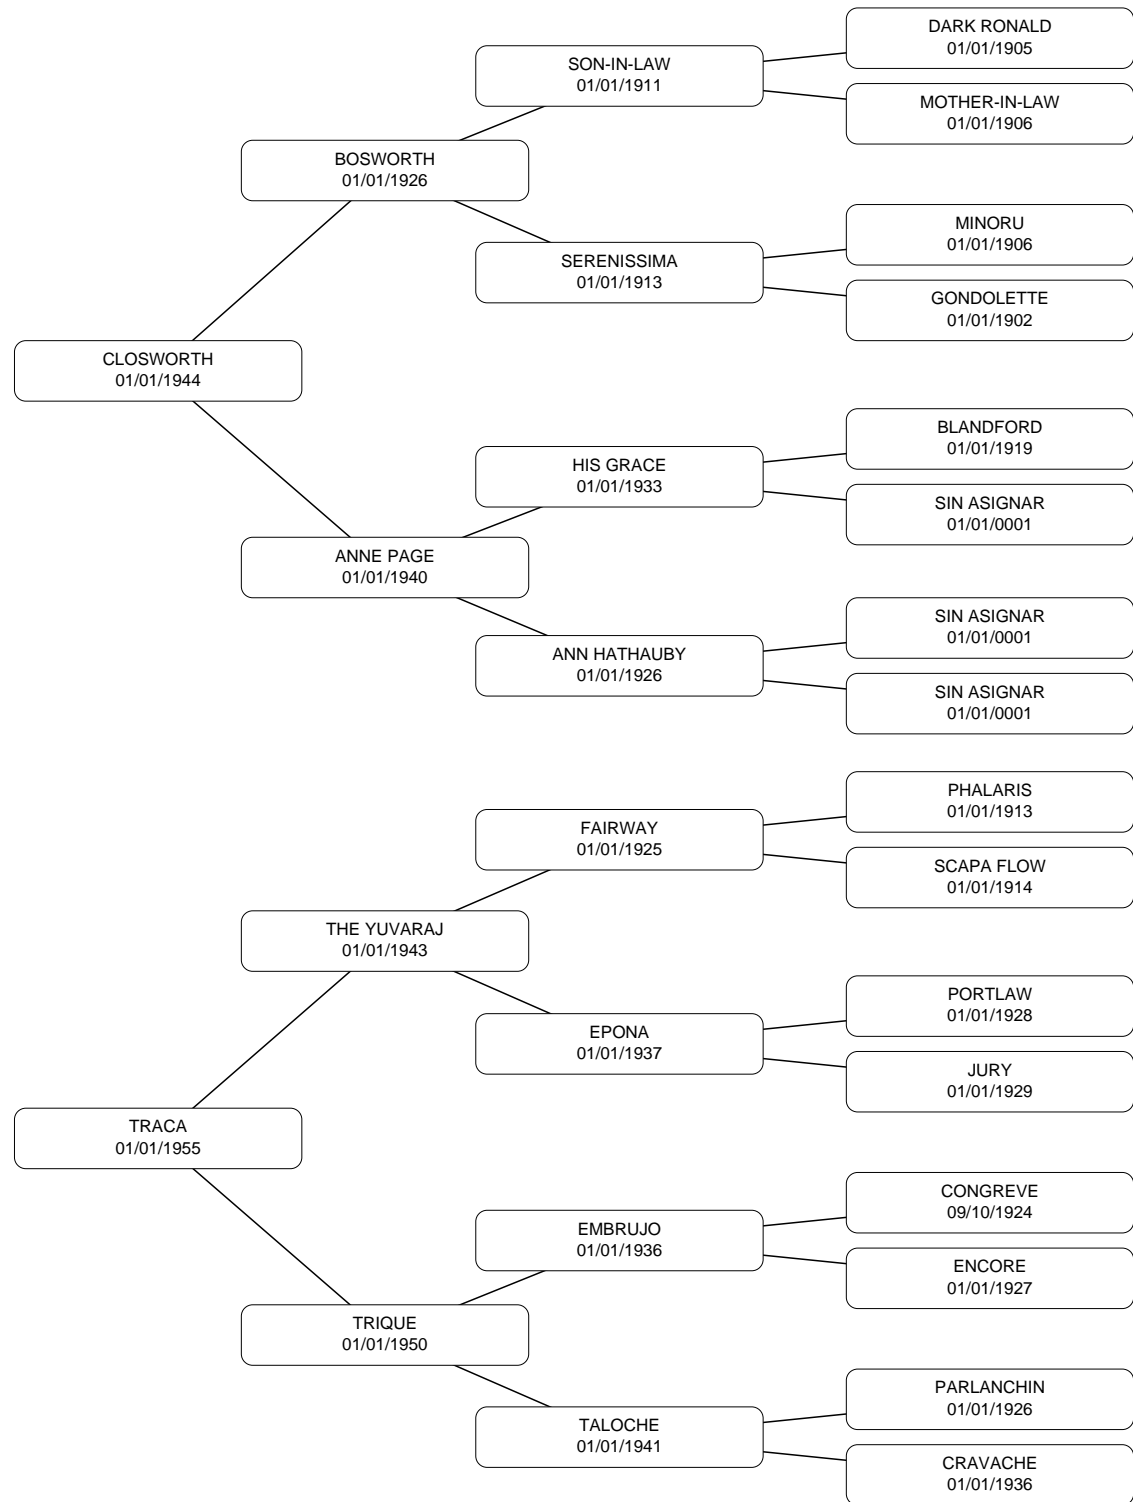 DARK RONALD
01/01/1905
SON-IN-LAW
01/01/1911
MOTHER-IN-LAW
01/01/1906
BOSWORTH
01/01/1926
MINORU
01/01/1906
SERENISSIMA
01/01/1913
GONDOLETTE
01/01/1902
CLOSWORTH
01/01/1944
BLANDFORD
01/01/1919
HIS GRACE
01/01/1933
SIN ASIGNAR
01/01/0001
ANNE PAGE
01/01/1940
SIN ASIGNAR
01/01/0001
ANN HATHAUBY
01/01/1926
SIN ASIGNAR
01/01/0001
PHALARIS
01/01/1913
FAIRWAY
01/01/1925
SCAPA FLOW
01/01/1914
THE YUVARAJ
01/01/1943
PORTLAW
01/01/1928
EPONA
01/01/1937
JURY
01/01/1929
TRACA
01/01/1955
CONGREVE
09/10/1924
EMBRUJO
01/01/1936
ENCORE
01/01/1927
TRIQUE
01/01/1950
PARLANCHIN
01/01/1926
TALOCHE
01/01/1941
CRAVACHE
01/01/1936